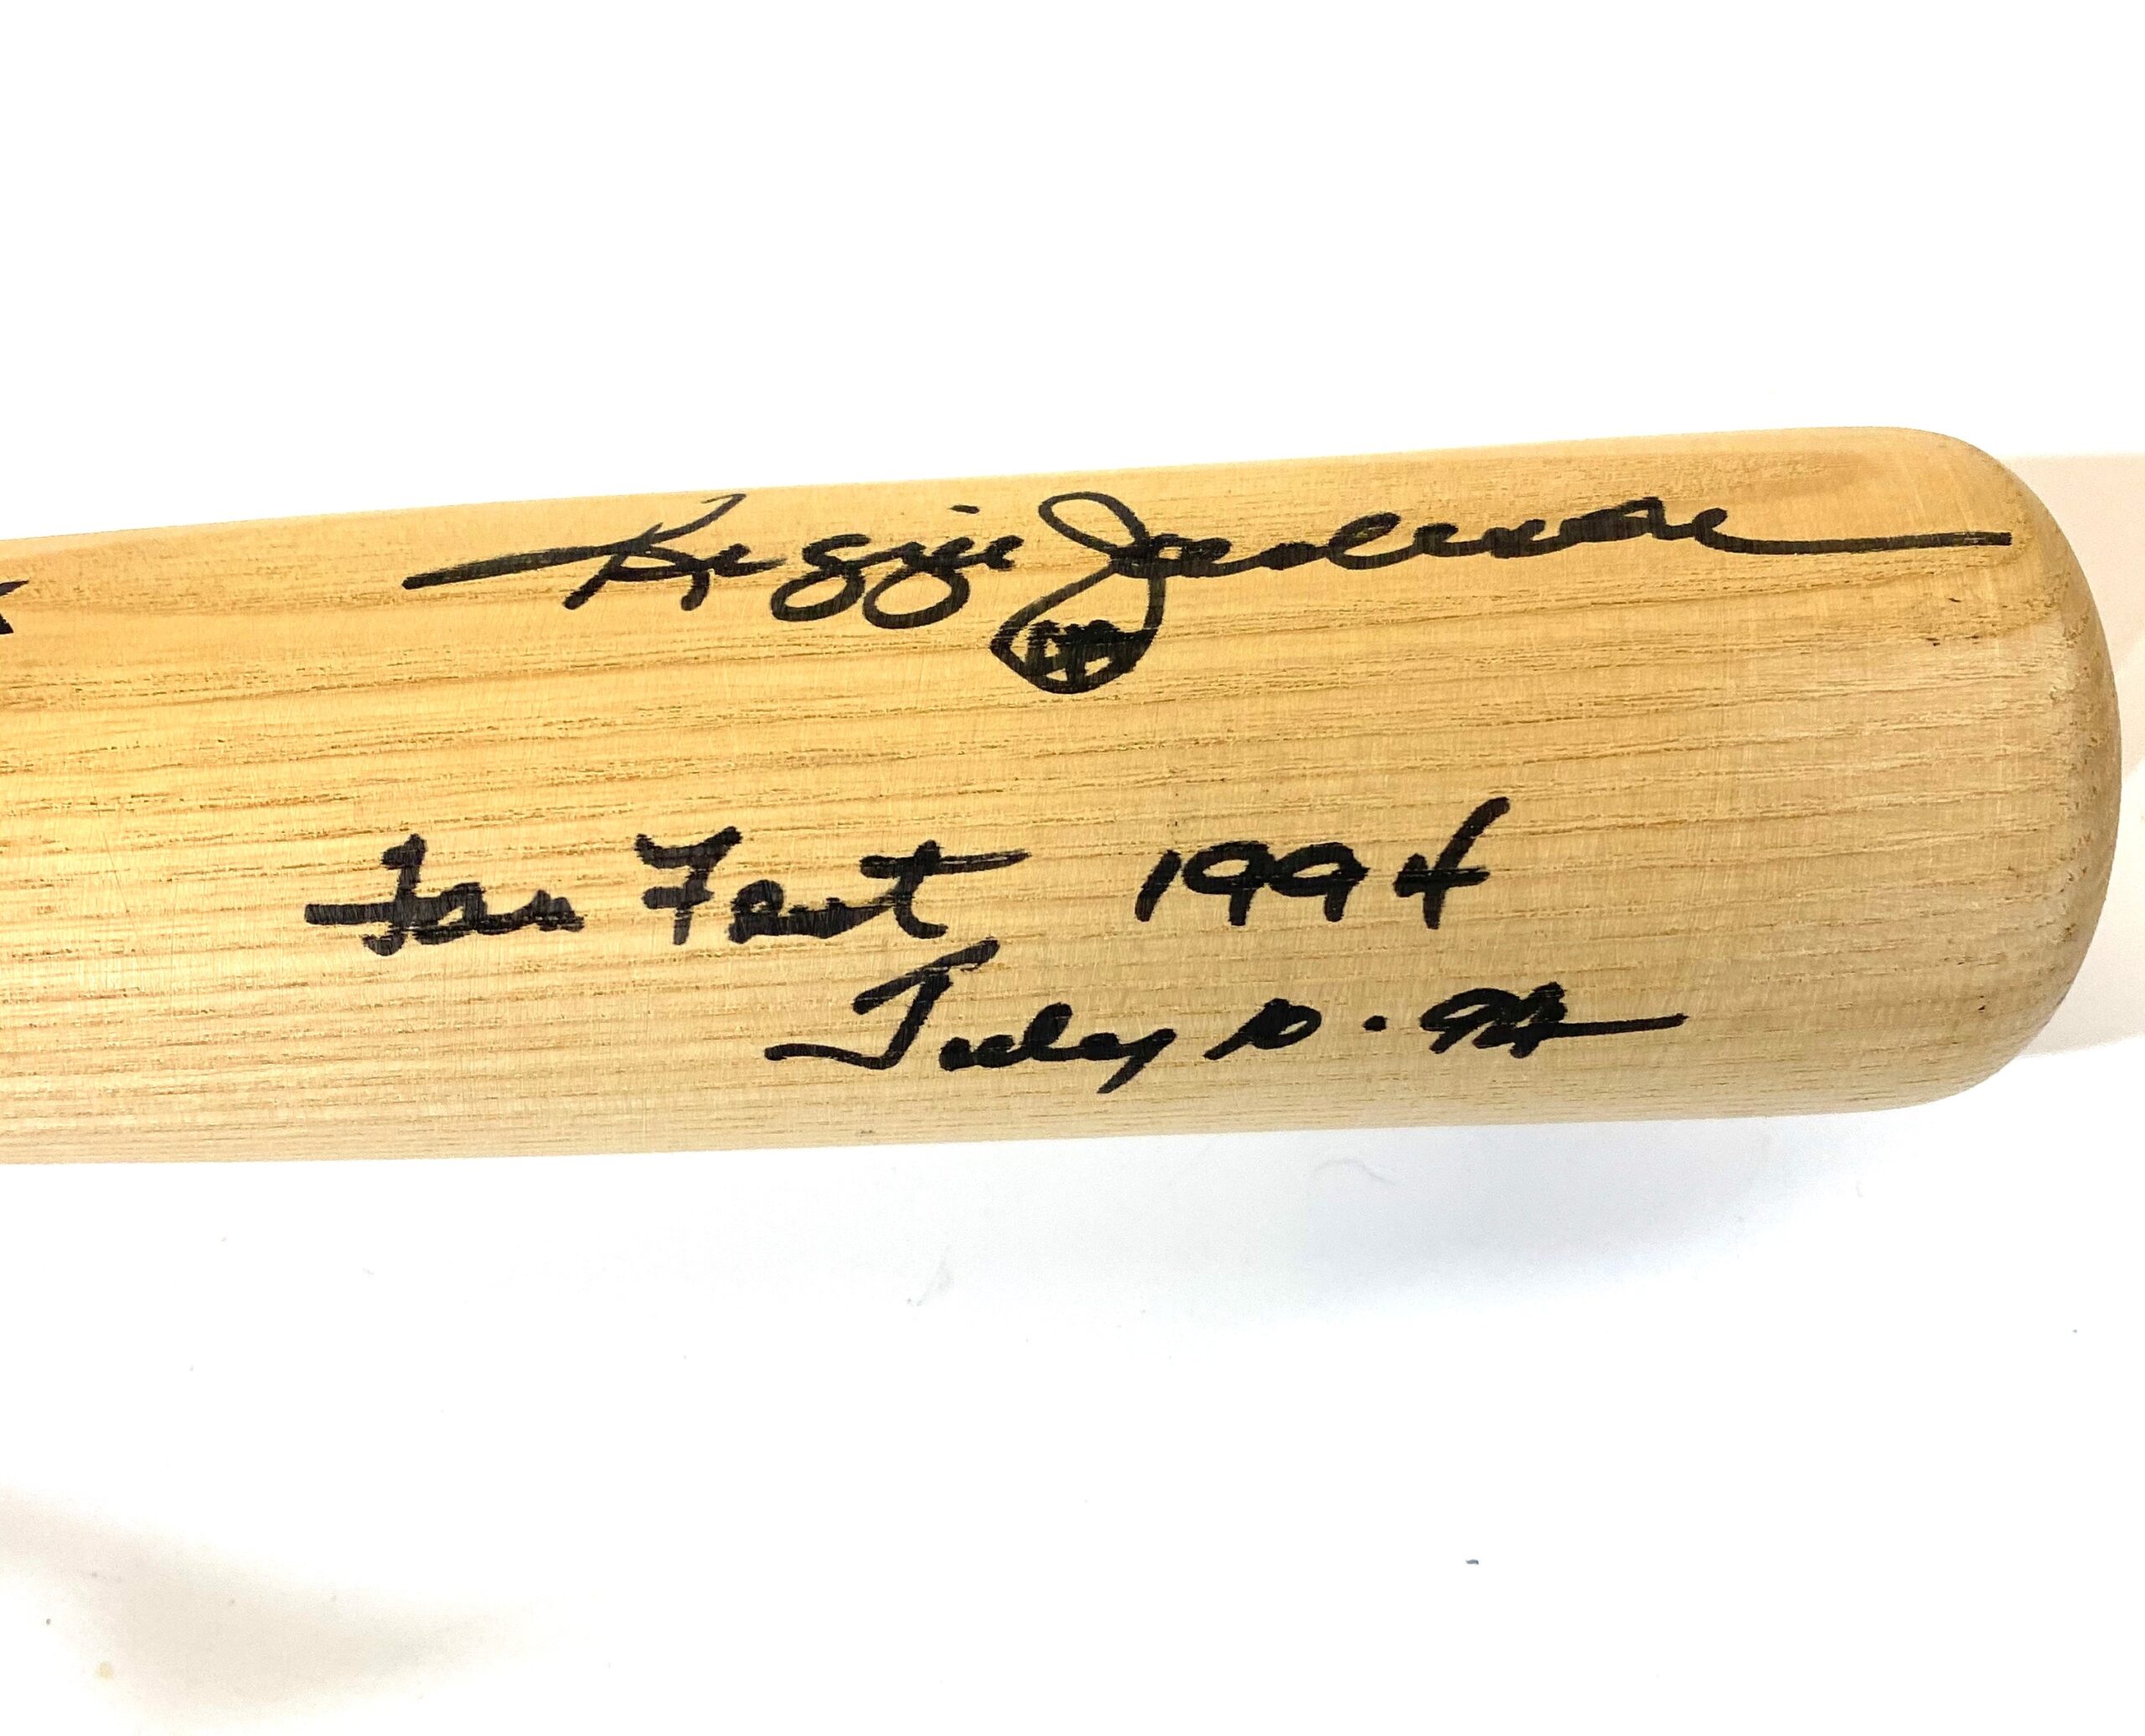 Reggie Jackson
Fan Fest 1994
July 10 · 94